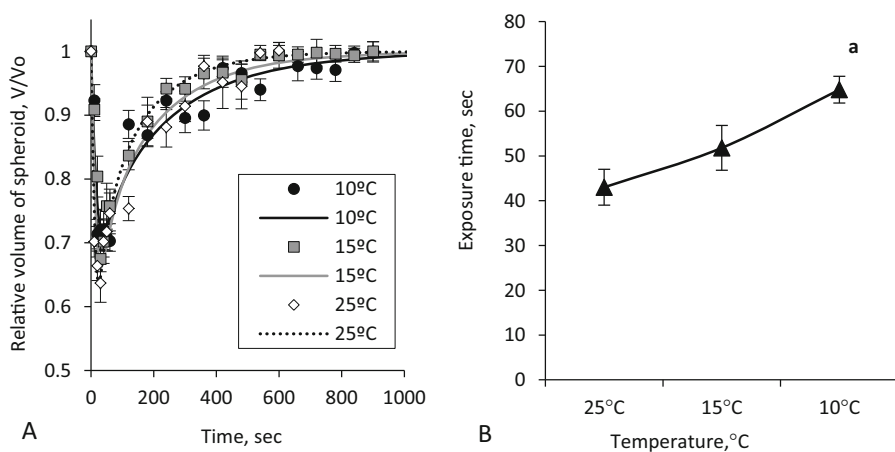 Relative volume of spheroid, V/Vo
1
0.9
0.8
0.7
0.6
0.5
0
200
400
600
800
1000
10ºC
10ºC
15ºC
15ºC
25ºC
25ºC
Time, sec
A
Exposure time, sec
80
70
60
50
40
30
20
10
0
a
25°C
15°C
10°C
Temperature,°C
B